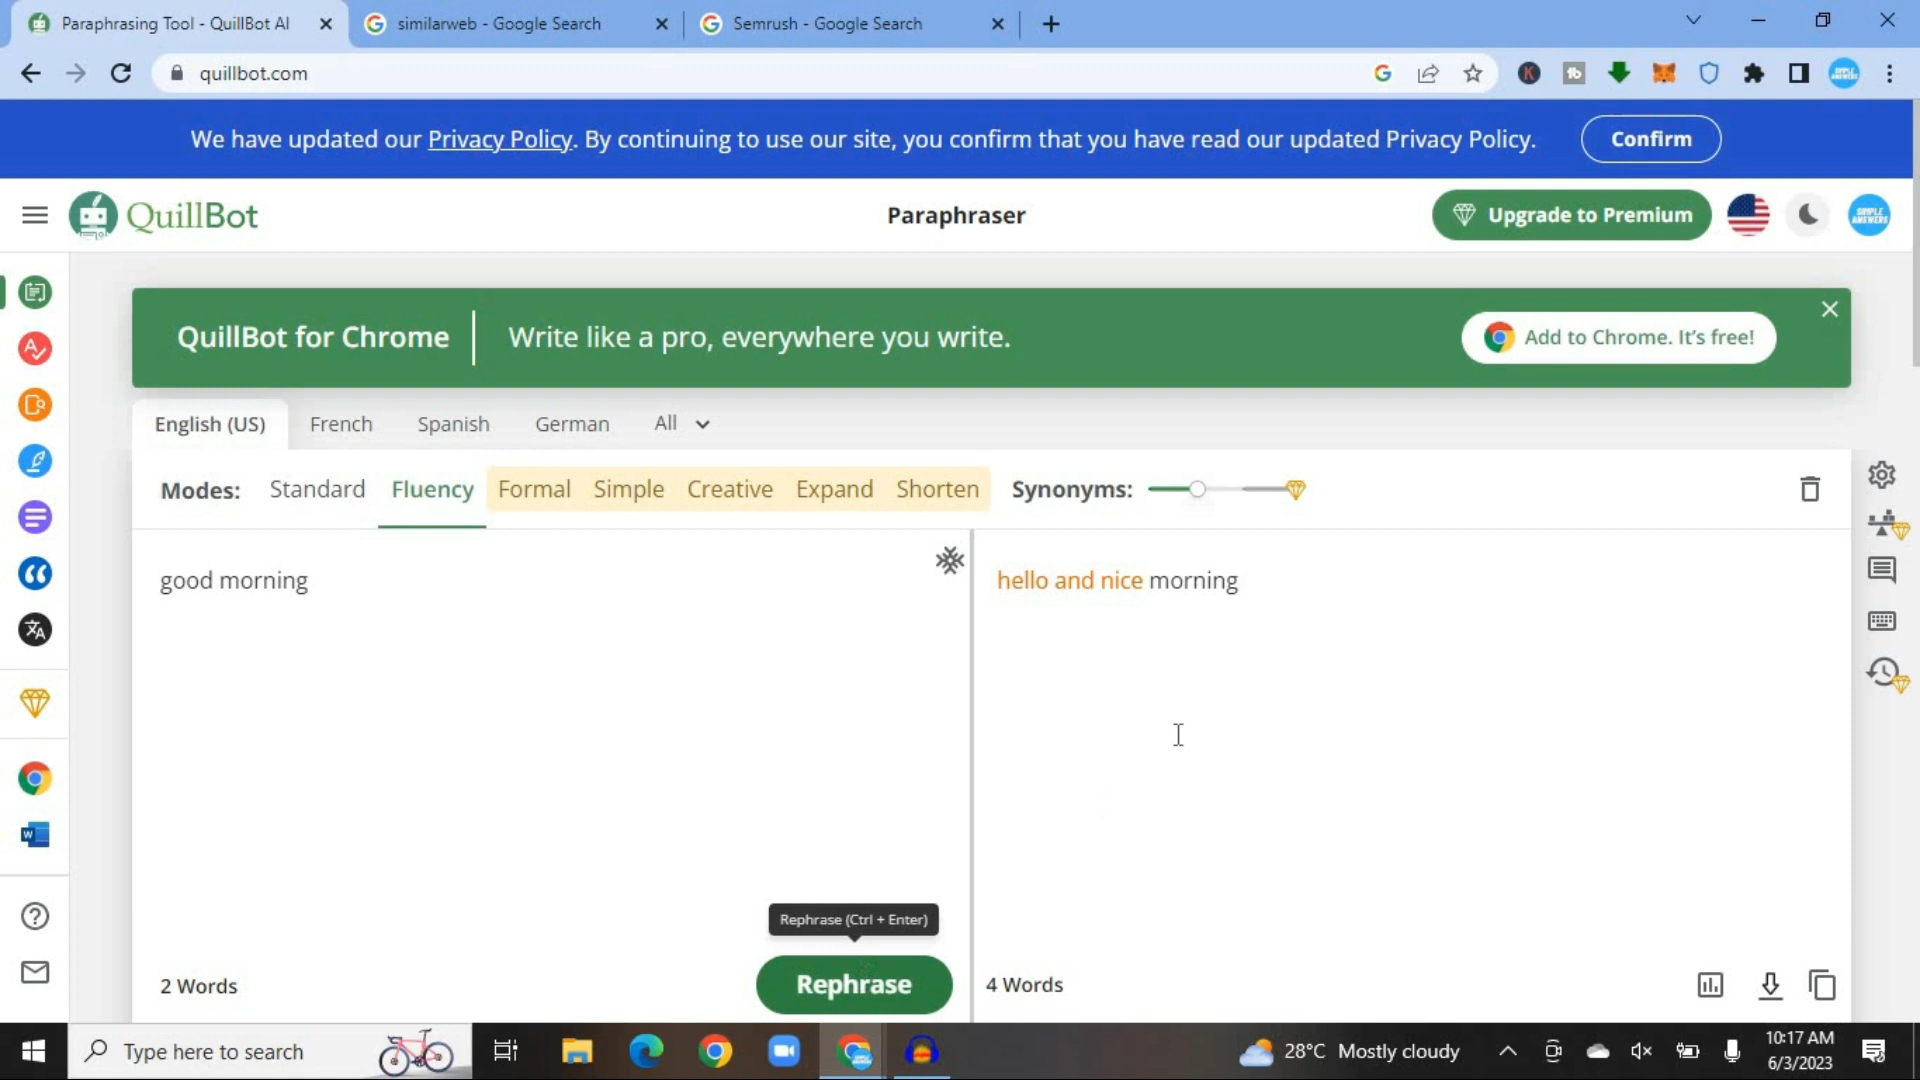 Paraphrasing Tool - QuillBot AI
similarweb - Google Search
Semrush - Google Search
quillbot.com
We have updated our Privacy Policy. By continuing to use our site, you confirm that you have read our updated Privacy Policy.
Confirm
QuillBot
Paraphraser
Upgrade to Premium
SIMPLE ANSWERS
QuillBot for Chrome
Write like a pro, everywhere you write.
Add to Chrome. It's free!
English (US)
French
Spanish
German
All
Modes:
Standard
Fluency
Formal
Simple
Creative
Expand
Shorten
Synonyms:
good morning
hello and nice morning
Rephrase (Ctrl + Enter)
2 Words
Rephrase
4 Words
Type here to search
28°C Mostly cloudy
10:17 AM
6/3/2023